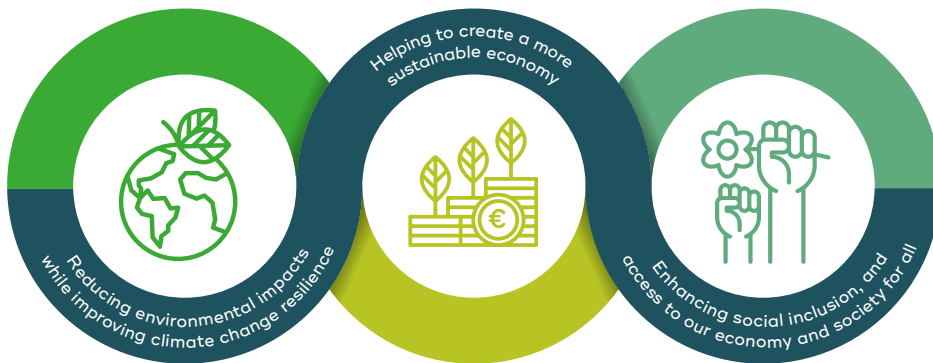 Reducing environmental impacts
while improving climate change resilience
Helping to create a more
sustainable economy
€
Enhancing social inclusion, and
access to our economy and society for all